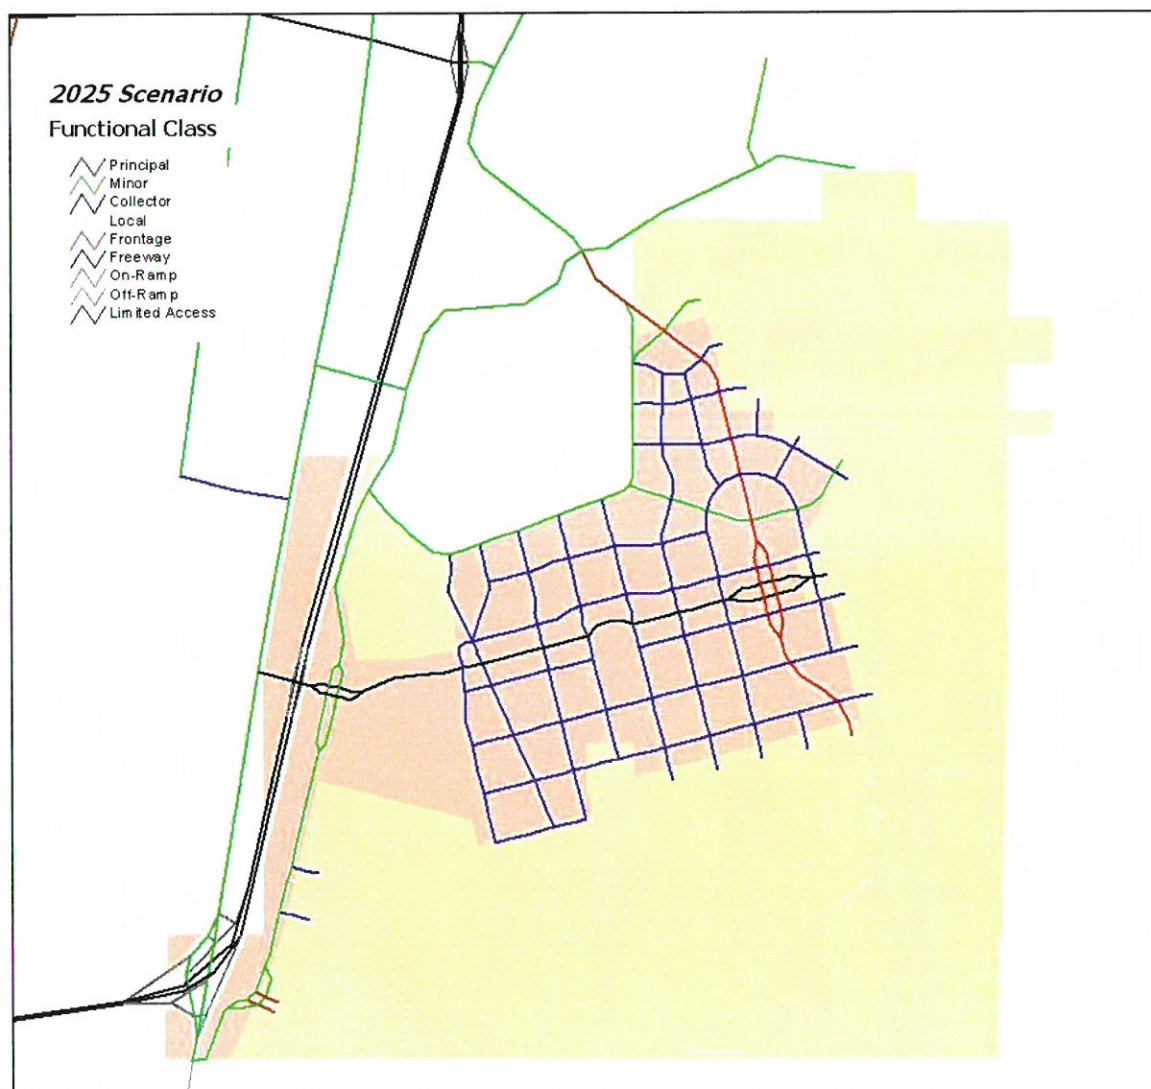 2025 Scenario
Functional Class
Principal
Minor
Collector
Local
Frontage
Freeway
On-Ramp
Off-Ramp
Limited Access